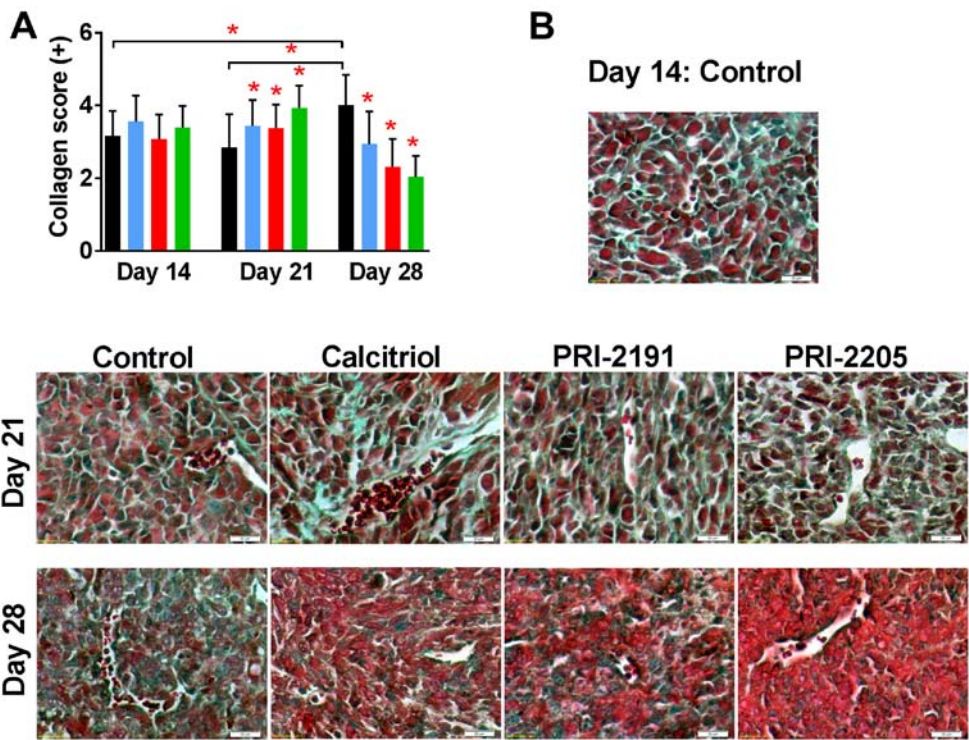 A
B
Collagen score (+)
6
4
2
0
*
*
* * *
* * *
Day 14 Day 21 Day 28
Day 14: Control
Control Calcitriol PRI-2191 PRI-2205
Day 21
Day 28